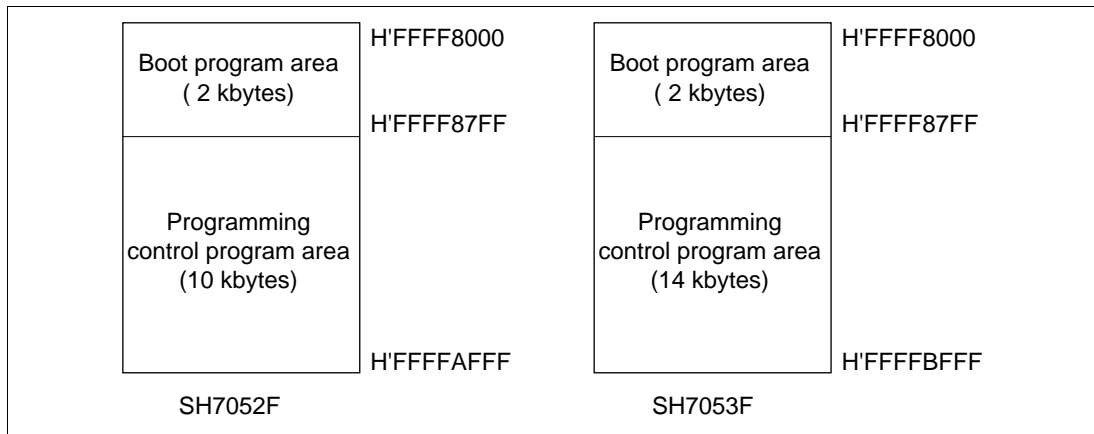 H'FFFF8000
Boot program area
( 2 kbytes)
H'FFFF87FF
Programming
control program area
(10 kbytes)
H'FFFFAFFF
SH7052F
H'FFFF8000
Boot program area
( 2 kbytes)
H'FFFF87FF
Programming
control program area
(14 kbytes)
H'FFFFBFFF
SH7053F